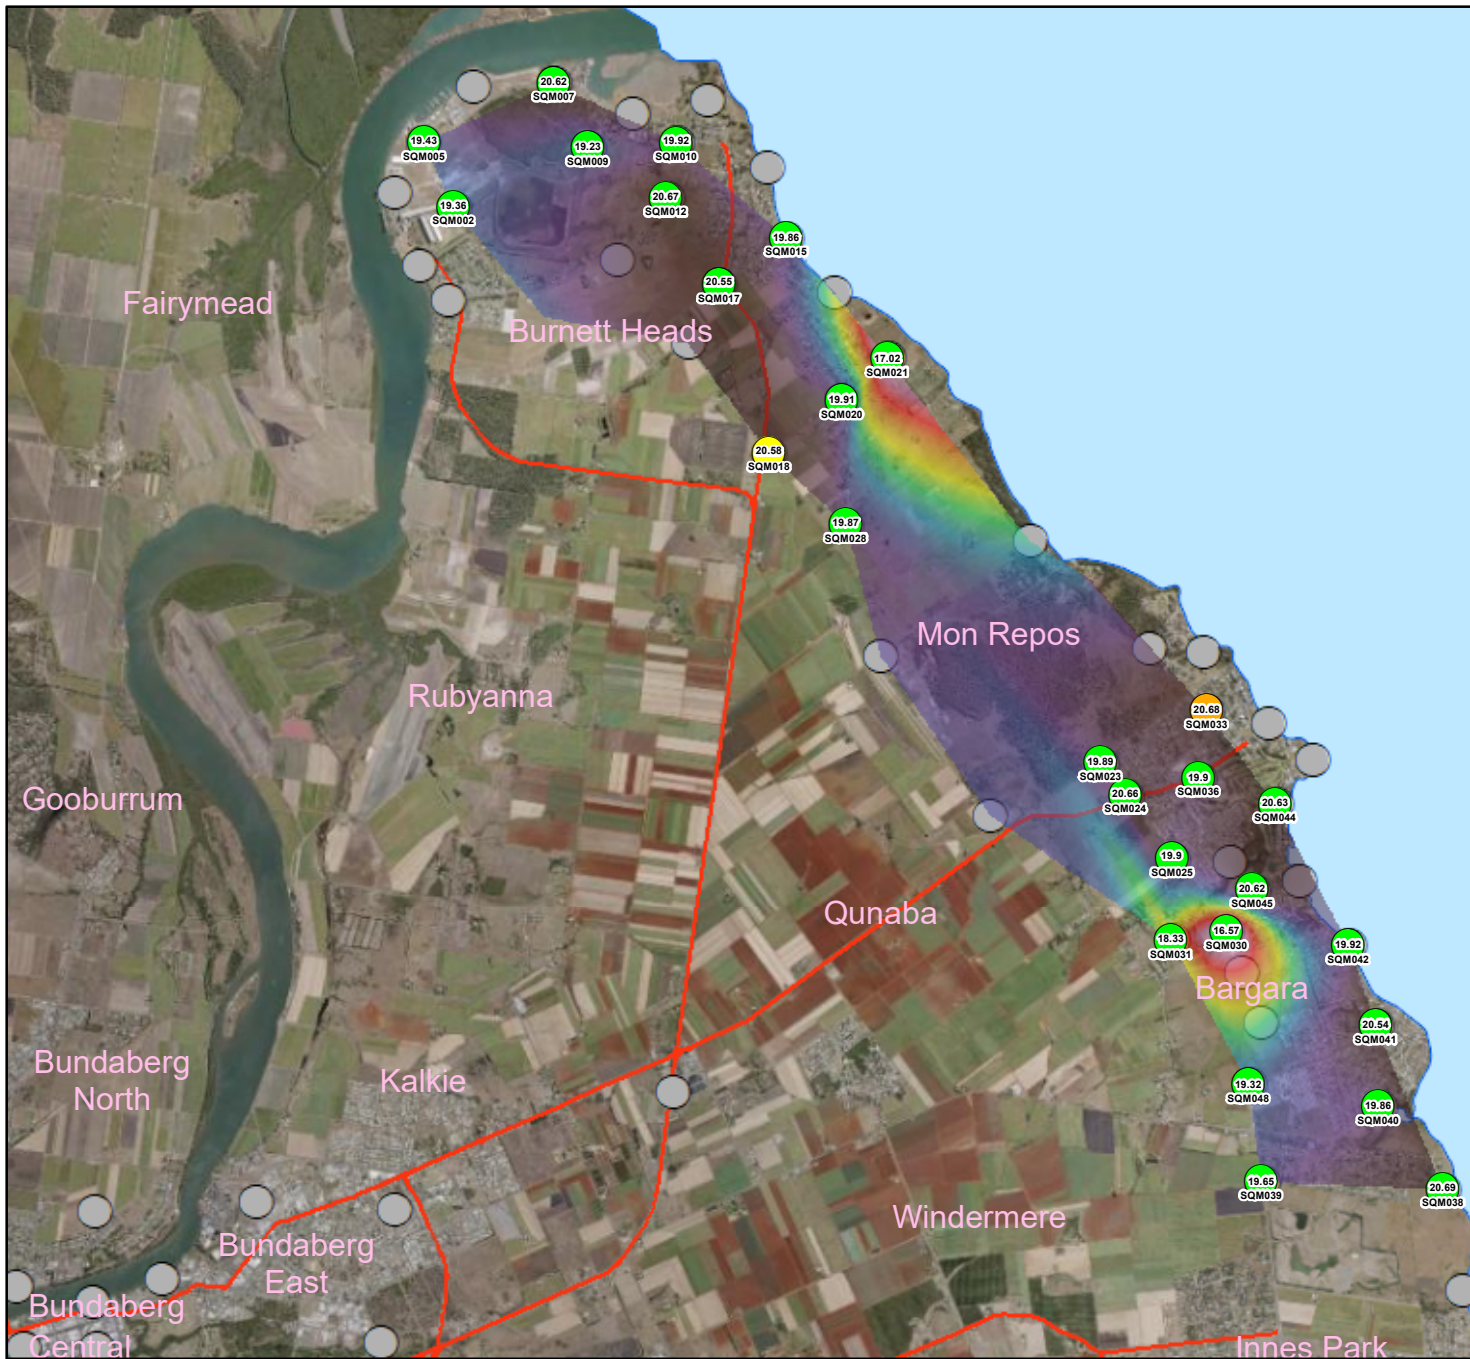 20.62
SQM007
19.43
SQM005
19.23
SQM009
19.92
SQM010
19.36
SQM002
20.67
SQM012
19.86
SQM015
20.55
SQM017
Fairymead
Burnett Heads
17.02
SQM021
19.91
SQM020
20.58
SQM018
19.87
SQM028
Mon Repos
Rubyanna
20.68
SQM033
19.89
SQM023
19.9
SQM036
20.66
SQM024
20.63
SQM044
Gooburrum
19.9
SQM025
20.62
SQM045
Qunaba
16.57
SQM030
18.33
SQM031
19.92
SQM042
Bargara
20.54
SQM041
Bundaberg
North
Kalkie
19.32
SQM048
19.86
SQM040
19.65
SQM039
20.69
SQM038
Windermere
Bundaberg
East
Bundaberg
Central
Innes Park